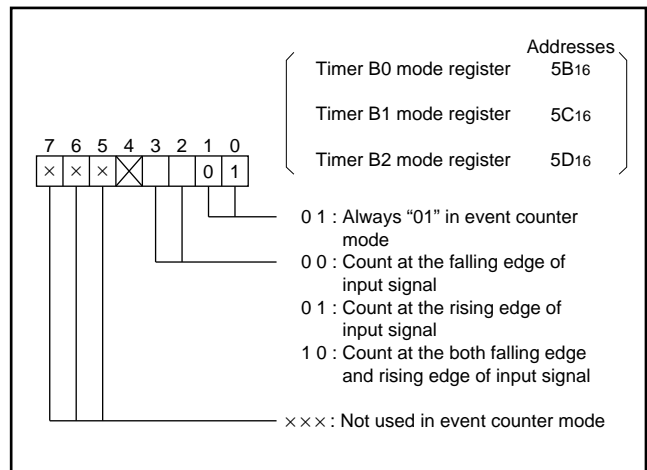 Addresses
Timer B0 mode register 5B16
Timer B1 mode register 5C16
Timer B2 mode register 5D16
7 6 5 4 3 2 1 0
× × × 0 1
0 1 : Always “01” in event counter
mode
0 0 : Count at the falling edge of
input signal
0 1 : Count at the rising edge of
input signal
1 0 : Count at the both falling edge
and rising edge of input signal
××× : Not used in event counter mode